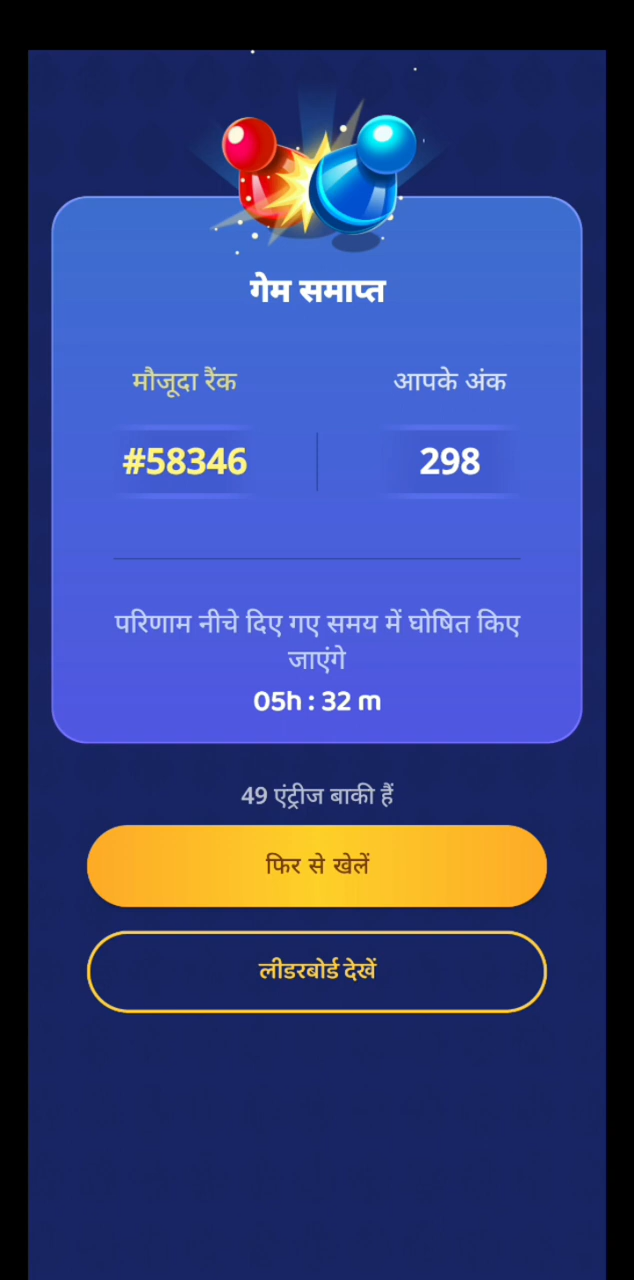 गेम समाप्त
मौजूदा रैंक
आपके अंक
#58346
298
परिणाम नीचे दिए गए समय में घोषित किए
जाएंगे
05h : 32 m
49 एंट्रीज बाकी हैं
फिर से खेलें
लीडरबोर्ड देखें